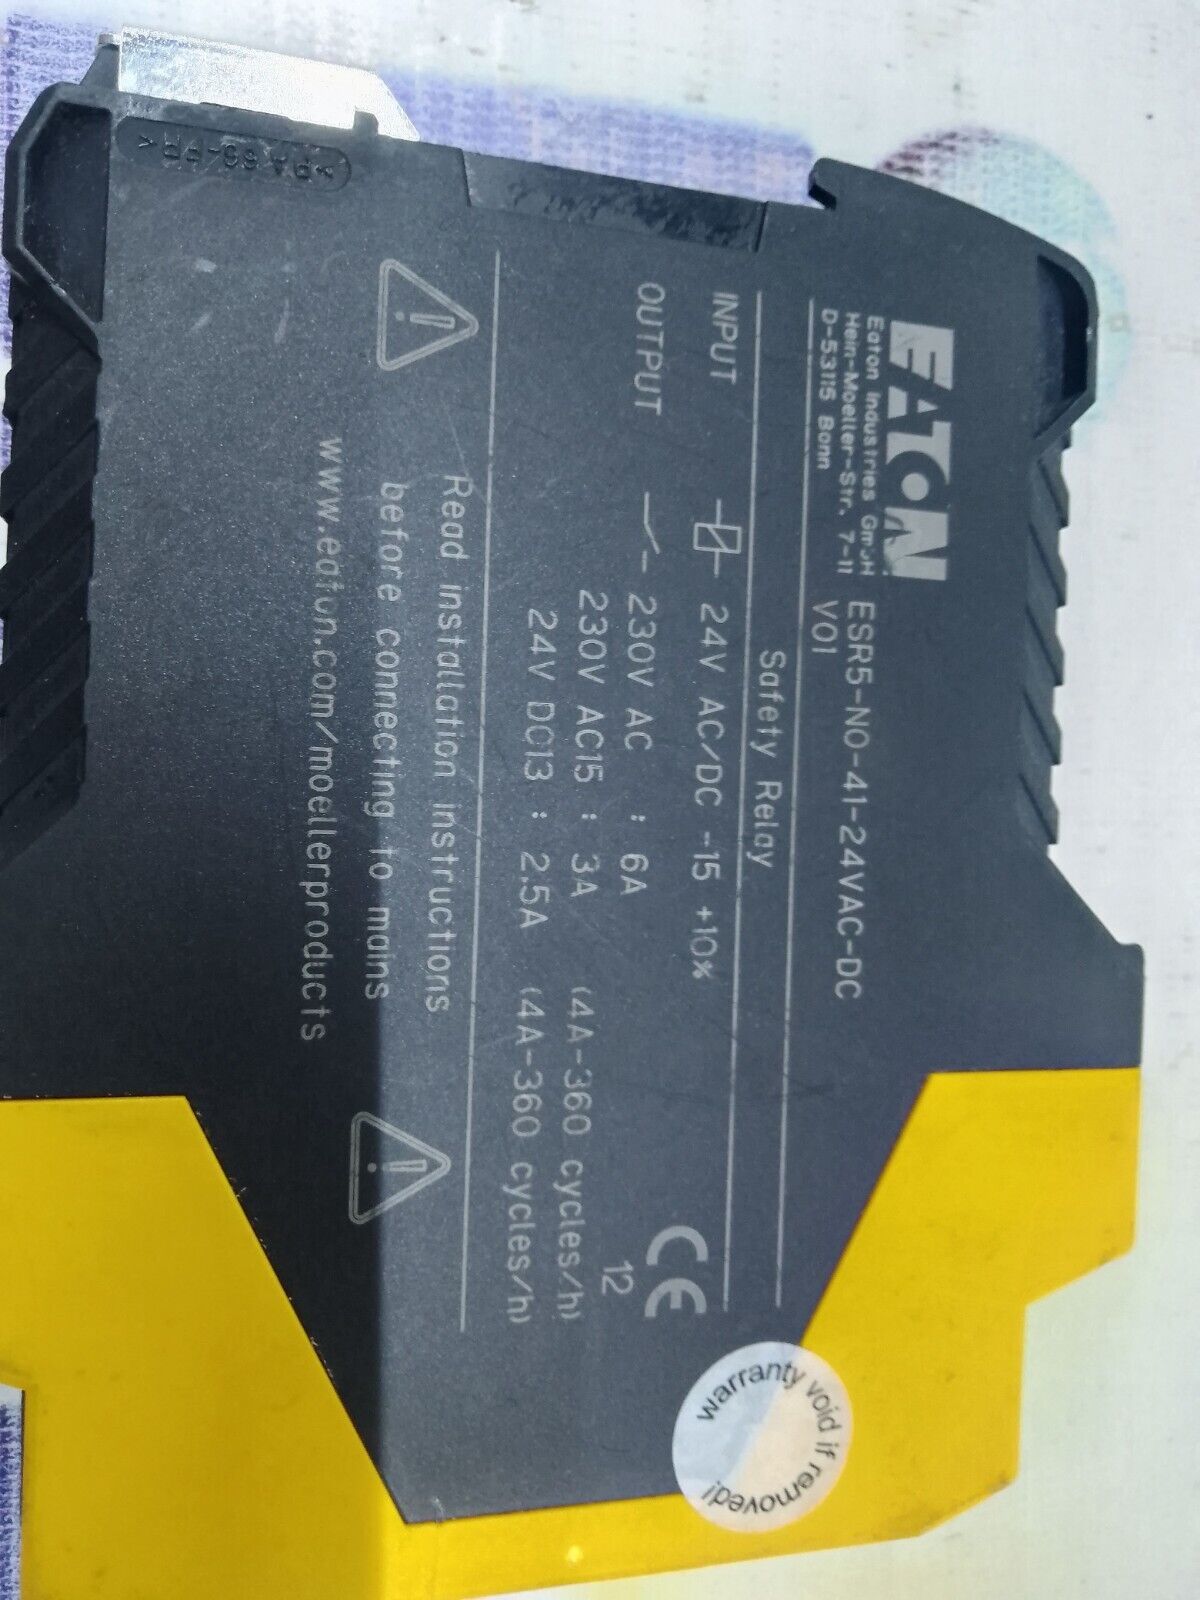 >PA 66-FR<
EATON
Eaton Industries GmbH
Hein-Moeller-Str. 7-11
D-53115 Bonn
ESR5-NO-41-24VAC-DC
V01
Safety Relay
INPUT 24V AC/DC -15 +10%
OUTPUT 230V AC : 6A
230V AC15 : 3A (4A-360 cycles/h)
24V DC13 : 2.5A (4A-360 cycles/h)
CE
12
Read installation instructions
before connecting to mains
www.eaton.com/moellerproducts
warranty void if removed!